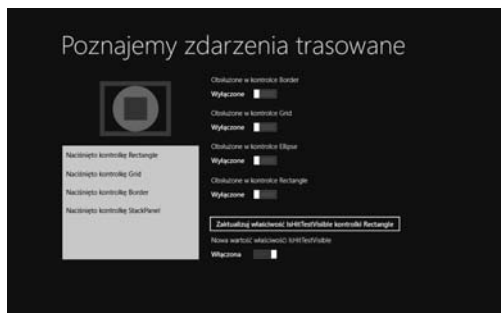 Poznajemy zdarzenia trasowane
Obsłużone w kontrolce Border
Wyłączone
Obsłużone w kontrolce Grid
Wyłączone
Obsłużone w kontrolce Ellipse
Wyłączone
Obsłużone w kontrolce Rectangle
Wyłączone
Naciśnięto kontrolkę Rectangle
Naciśnięto kontrolkę Grid
Naciśnięto kontrolkę Border
Naciśnięto kontrolkę StackPanel
Zaktualizuj właściwość IsHitTestVisible kontrolki Rectangle
Nowa wartość właściwości IsHitTestVisible
Włączona